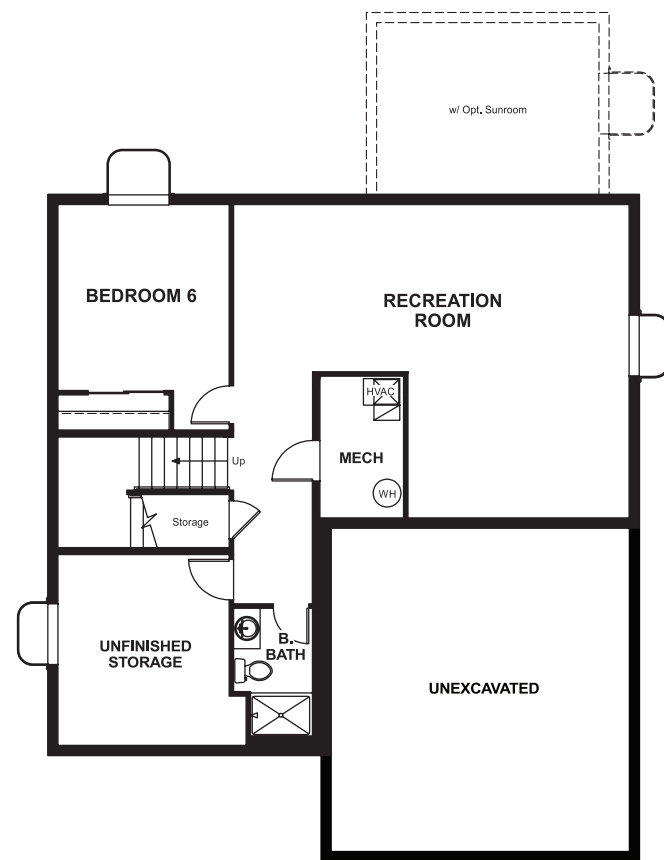 w/ Opt. Sunroom
BEDROOM 6
RECREATION
ROOM
HVAC
MECH
Up
WH
Storage
UNFINISHED
STORAGE
B.
BATH
UNEXCAVATED